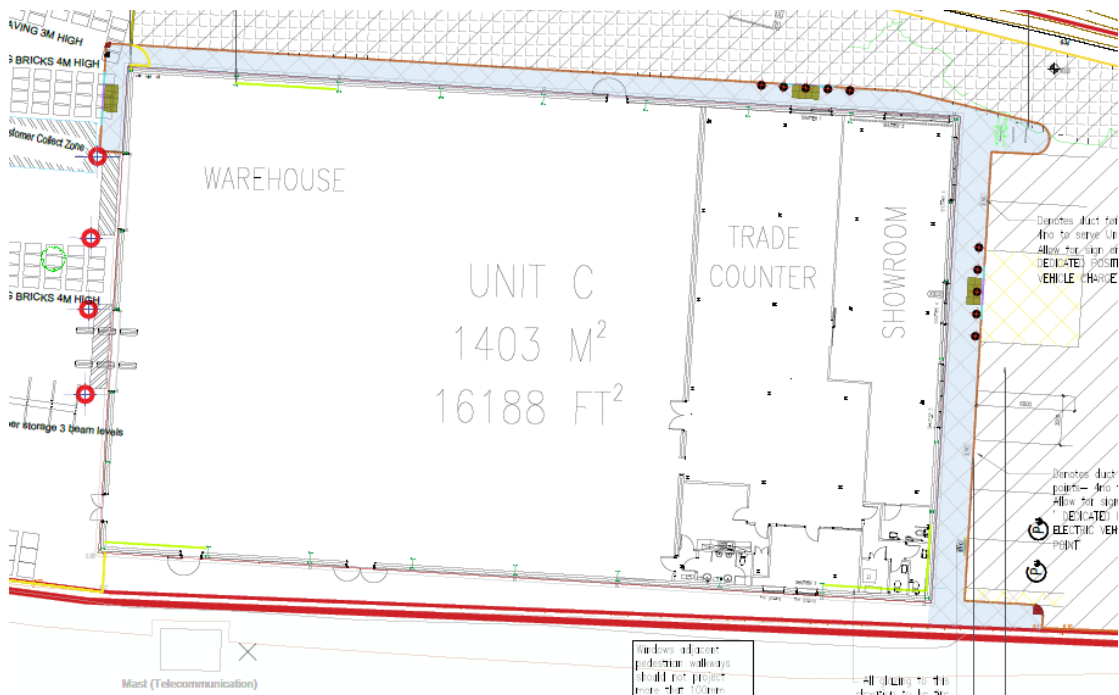 AVING 3M HIGH
G BRICKS 4M HIGH
stomer Collect Zone
G BRICKS 4M HIGH
er storage 3 beam levels
WAREHOUSE
UNIT C
1403 M²
16188 FT²
TRADE
COUNTER
SHOWROOM
Denotes duct for
4no to serve Un
Allow for sign
DEDICATED POSIT
VEHICLE CHARGE
Denotes duct
points– 4no
Allow for sign
' DEDICATED
ELECTRIC VEH
POINT
Mast (Telecommunication)
Windows adjacent
pedestrian walkways
should not project
more that 100mm
All glazing to this